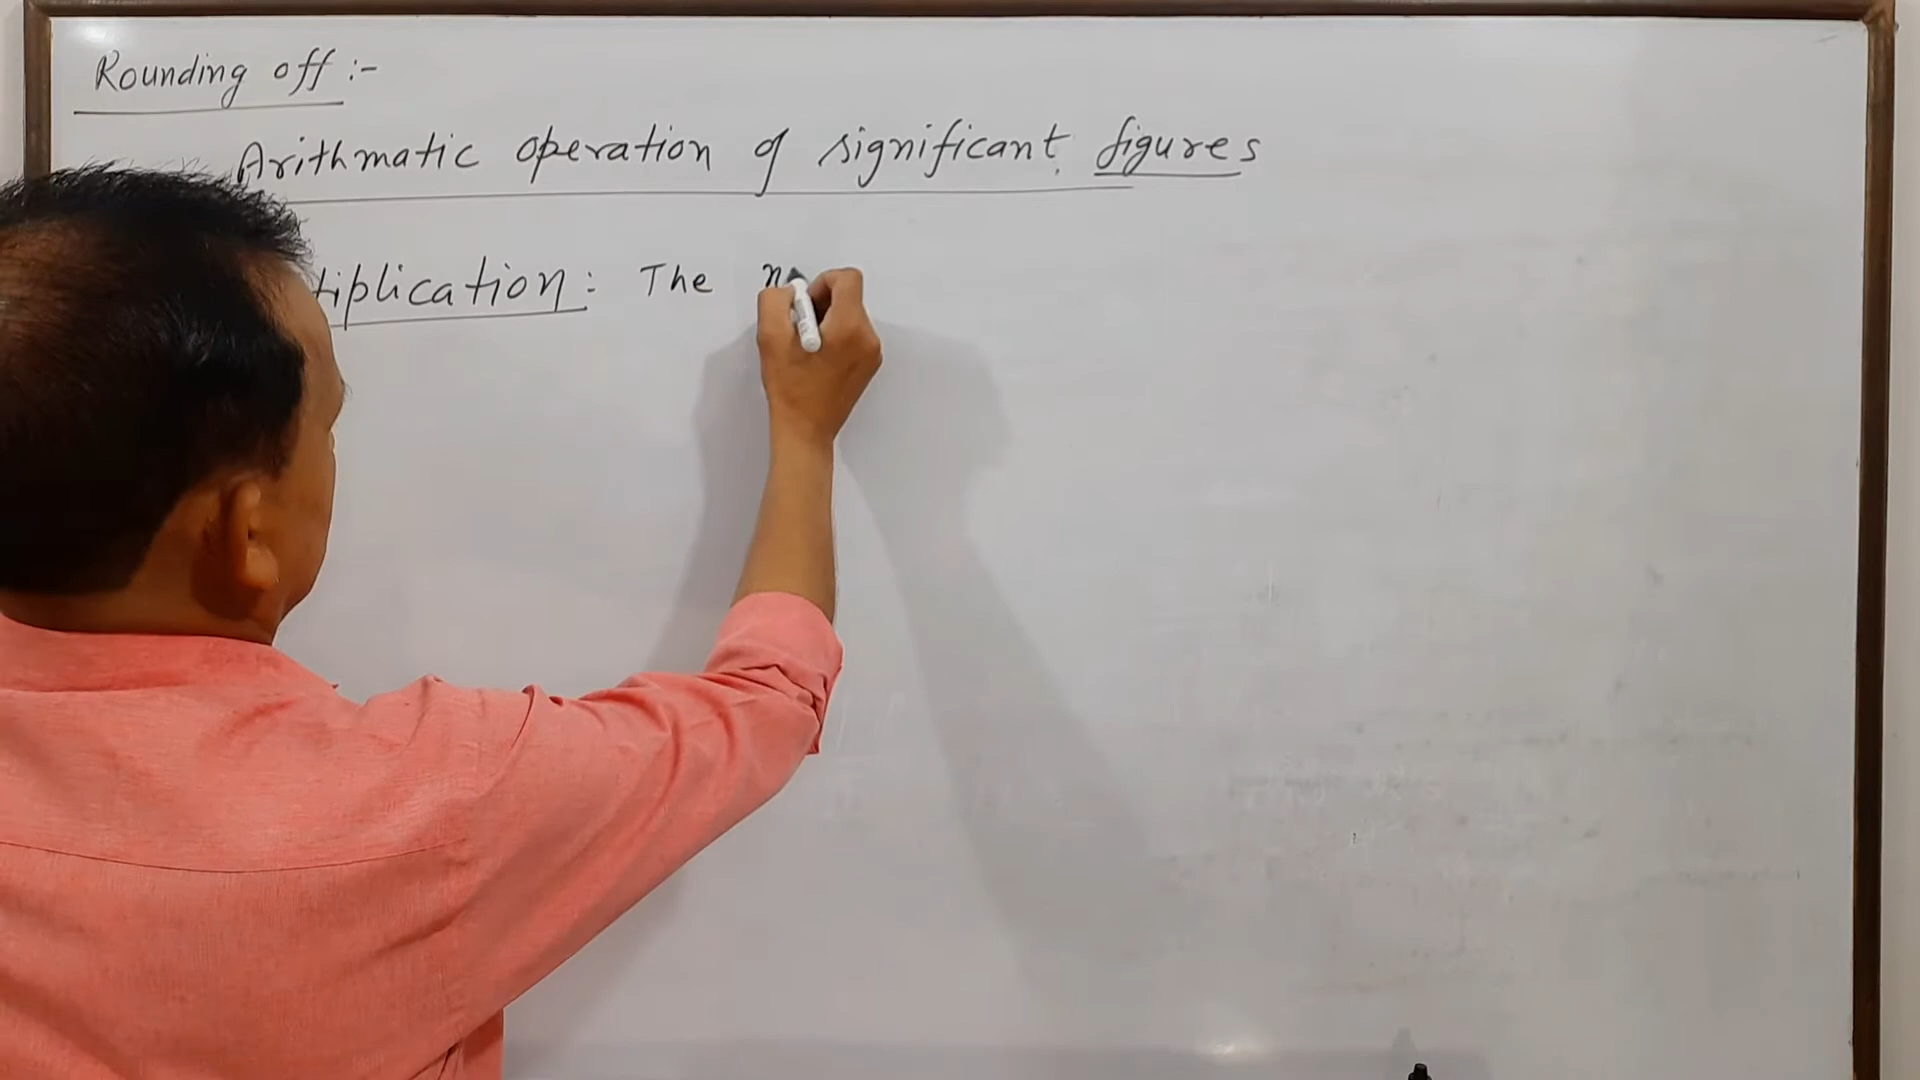 Rounding off :-
Arithmatic operation of significant figures
tiplication: The